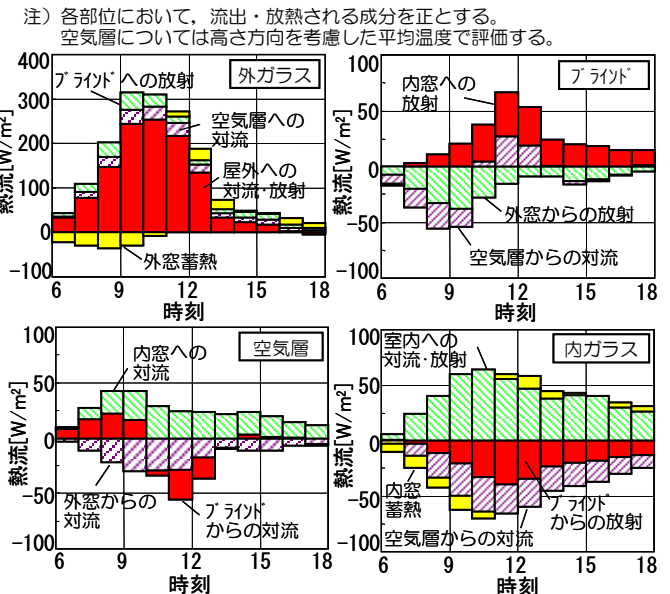 注）各部位において，流出・放熱される成分を正とする。
空気層については高さ方向を考慮した平均温度で評価する。
外ガラス
熱流[W/m²]
400
300
200
100
0
-100
ﾌﾞﾗｲﾝﾄﾞへの放射
空気層への
対流
屋外への
対流･放射
外窓蓄熱
6 9 12 15 18
時刻
ﾌﾞﾗｲﾝﾄﾞ
熱流[W/m²]
100
50
0
-50
-100
内窓への
放射
外窓からの放射
空気層からの対流
6 9 12 15 18
時刻
空気層
熱流[W/m²]
100
50
0
-50
-100
内窓への
対流
外窓からの
対流
ﾌﾞﾗｲﾝﾄﾞ
からの対流
6 9 12 15 18
時刻
内ガラス
熱流[W/m²]
100
50
0
-50
-100
室内への
対流･放射
内窓
蓄熱
ﾌﾞﾗｲﾝﾄﾞ
からの放射
空気層からの対流
6 9 12 15 18
時刻